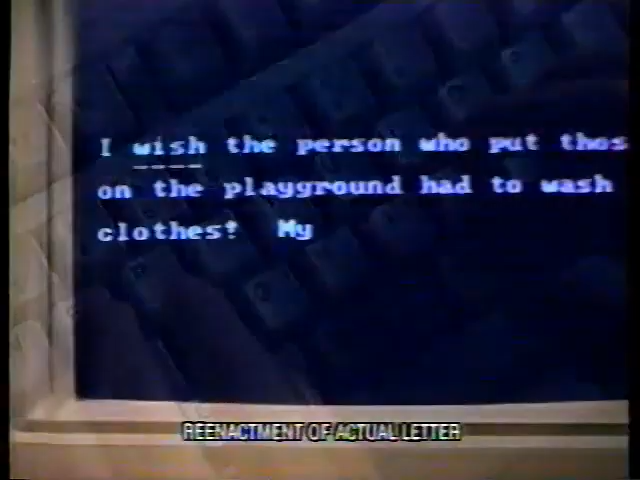 I wish the person who put thos
on the playground had to wash
clothes! My
REENACTMENT OF ACTUAL LETTER